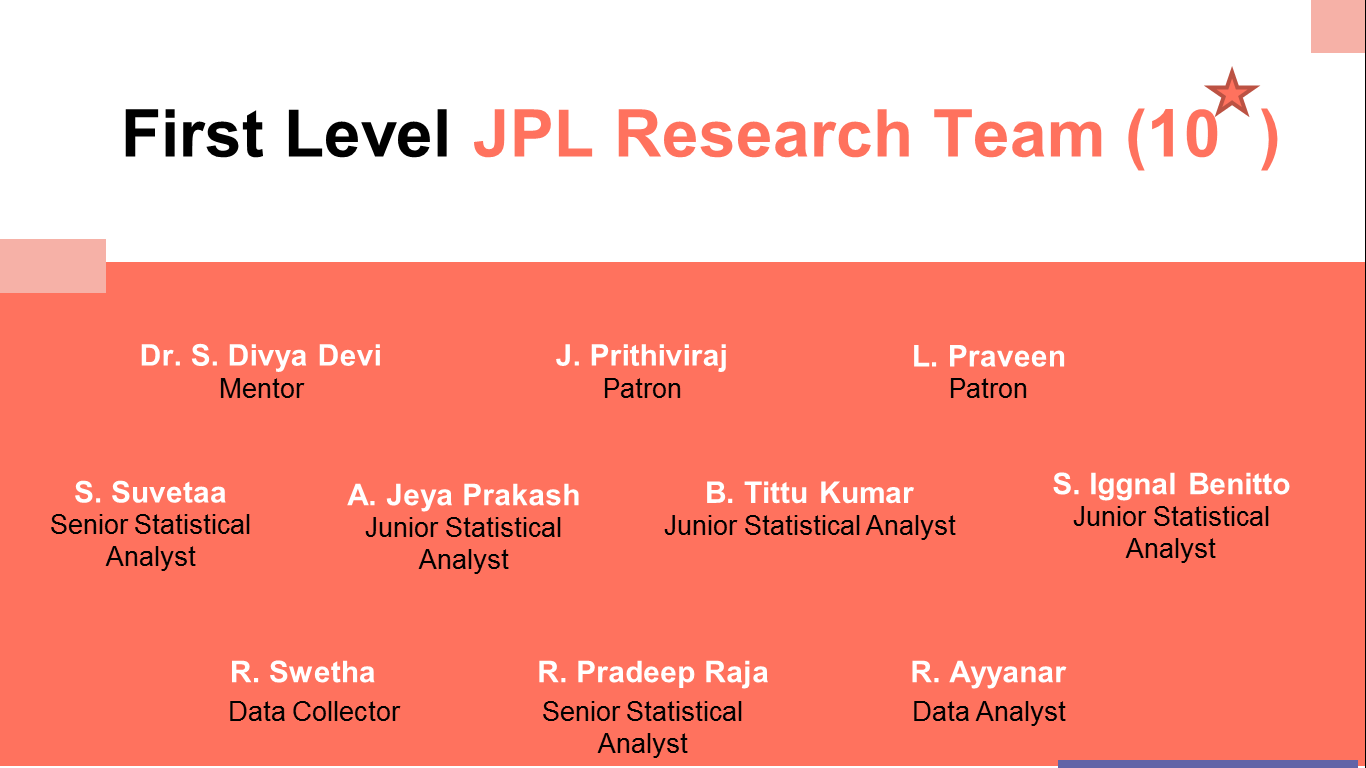 First Level JPL Research Team (10 )
Dr. S. Divya Devi
Mentor
J. Prithiviraj
Patron
L. Praveen
Patron
S. Suvetaa
Senior Statistical
Analyst
A. Jeya Prakash
Junior Statistical
Analyst
B. Tittu Kumar
Junior Statistical Analyst
S. Iggnal Benitto
Junior Statistical
Analyst
R. Swetha
Data Collector
R. Pradeep Raja
Senior Statistical
Analyst
R. Ayyanar
Data Analyst